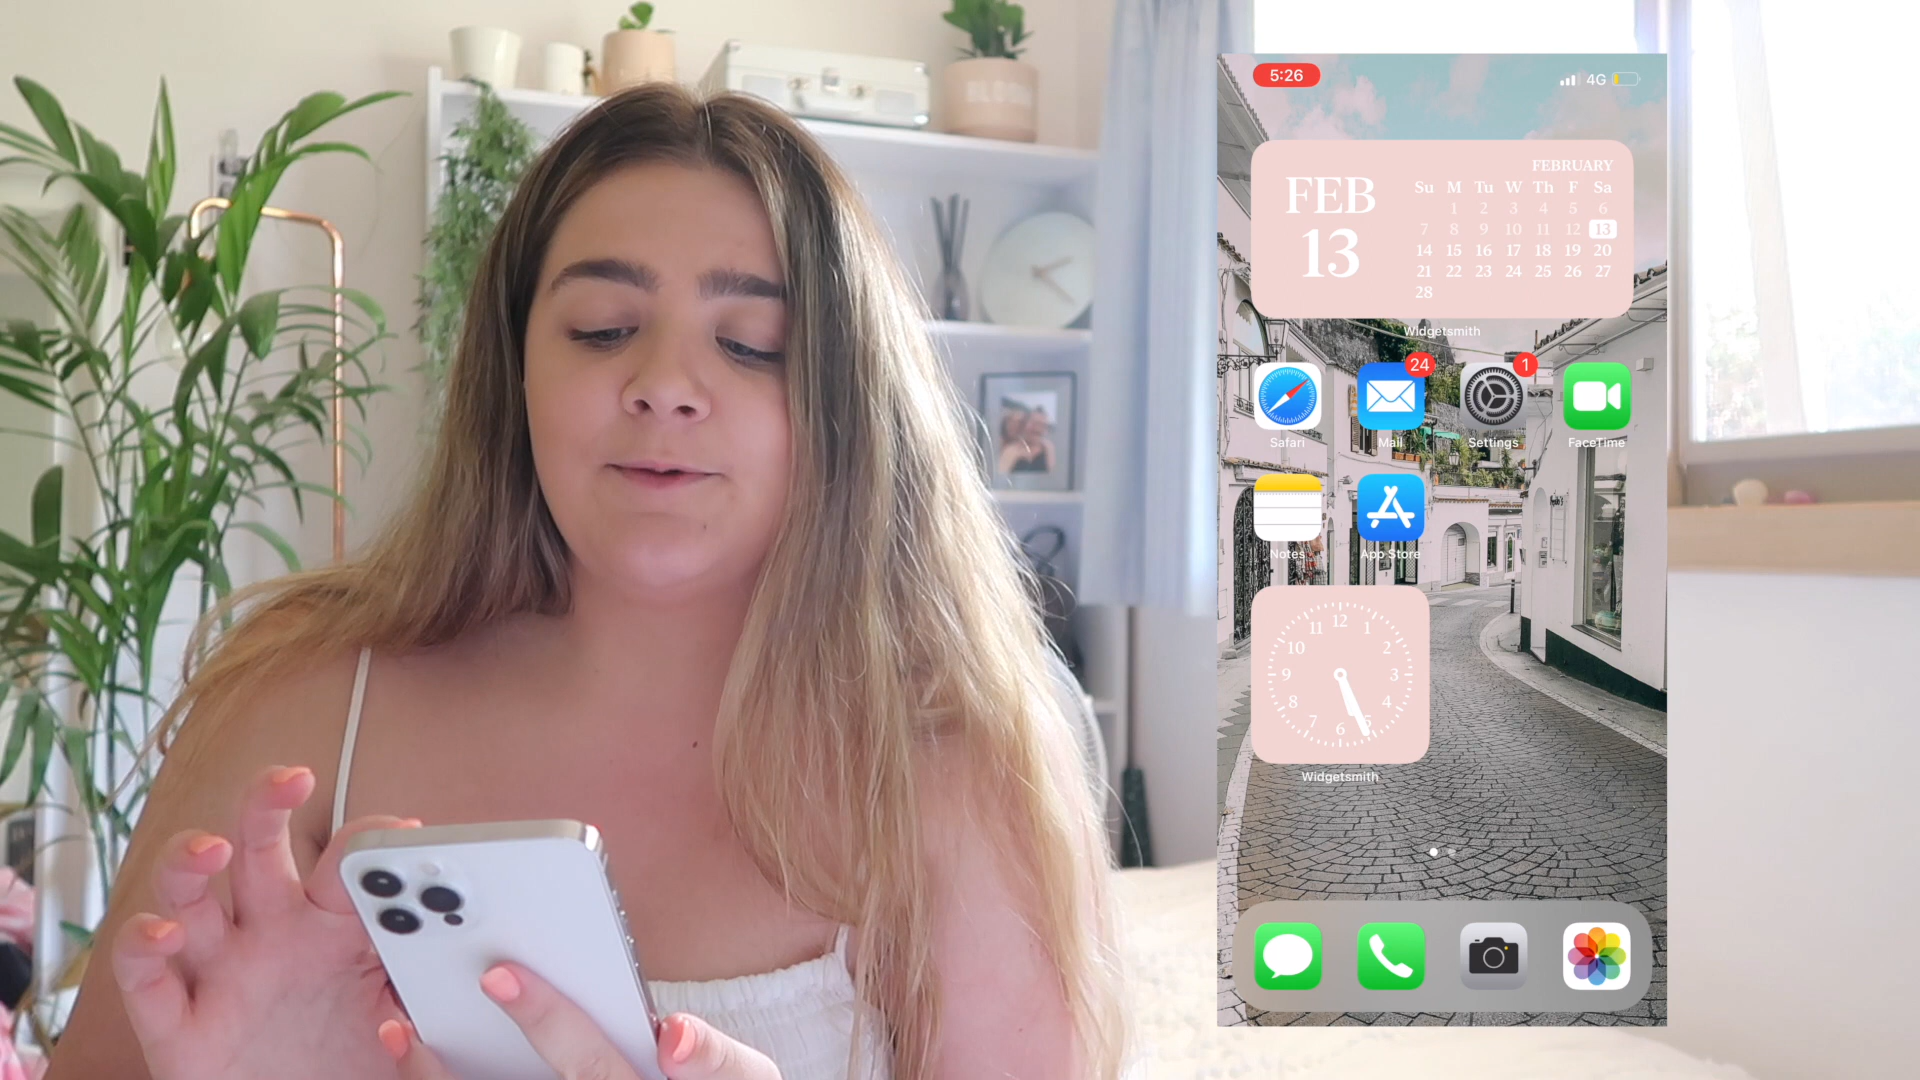 BLOOM
5:26
4G
FEB
13
FEBRUARY
Su M Tu W Th F Sa
1 2 3 4 5 6
7 8 9 10 11 12 13
14 15 16 17 18 19 20
21 22 23 24 25 26 27
28
Widgetsmith
24
1
Safari
Mail
Settings
FaceTime
Notes
App Store
12
11
1
10
2
9
3
8
4
7
5
6
Widgetsmith